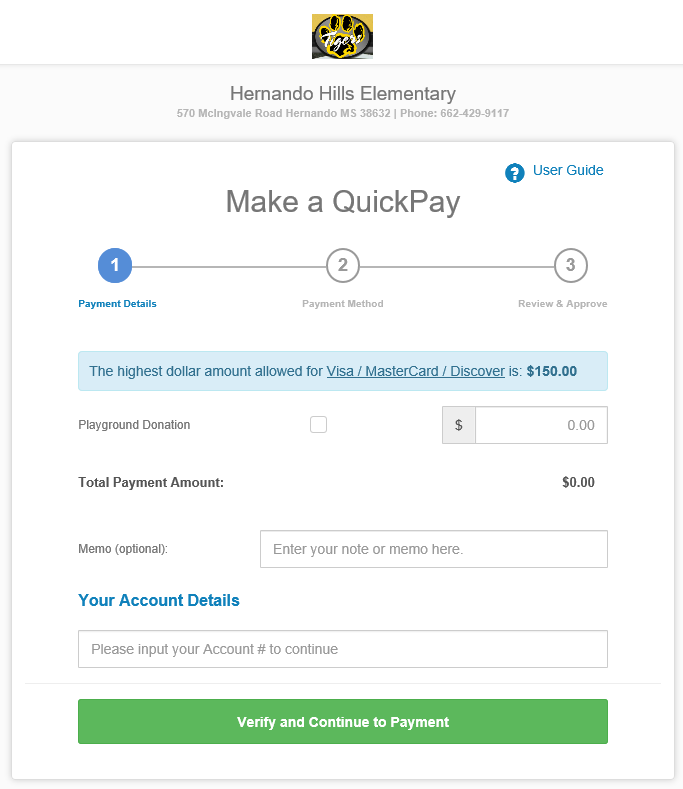 Tigers
Hernando Hills Elementary
570 McIngvale Road Hernando MS 38632 | Phone: 662-429-9117
? User Guide
Make a QuickPay
1 2 3
Payment Details Payment Method Review & Approve
The highest dollar amount allowed for Visa / MasterCard / Discover is: $150.00
Playground Donation $ 0.00
Total Payment Amount: $0.00
Memo (optional): Enter your note or memo here.
Your Account Details
Please input your Account # to continue
Verify and Continue to Payment